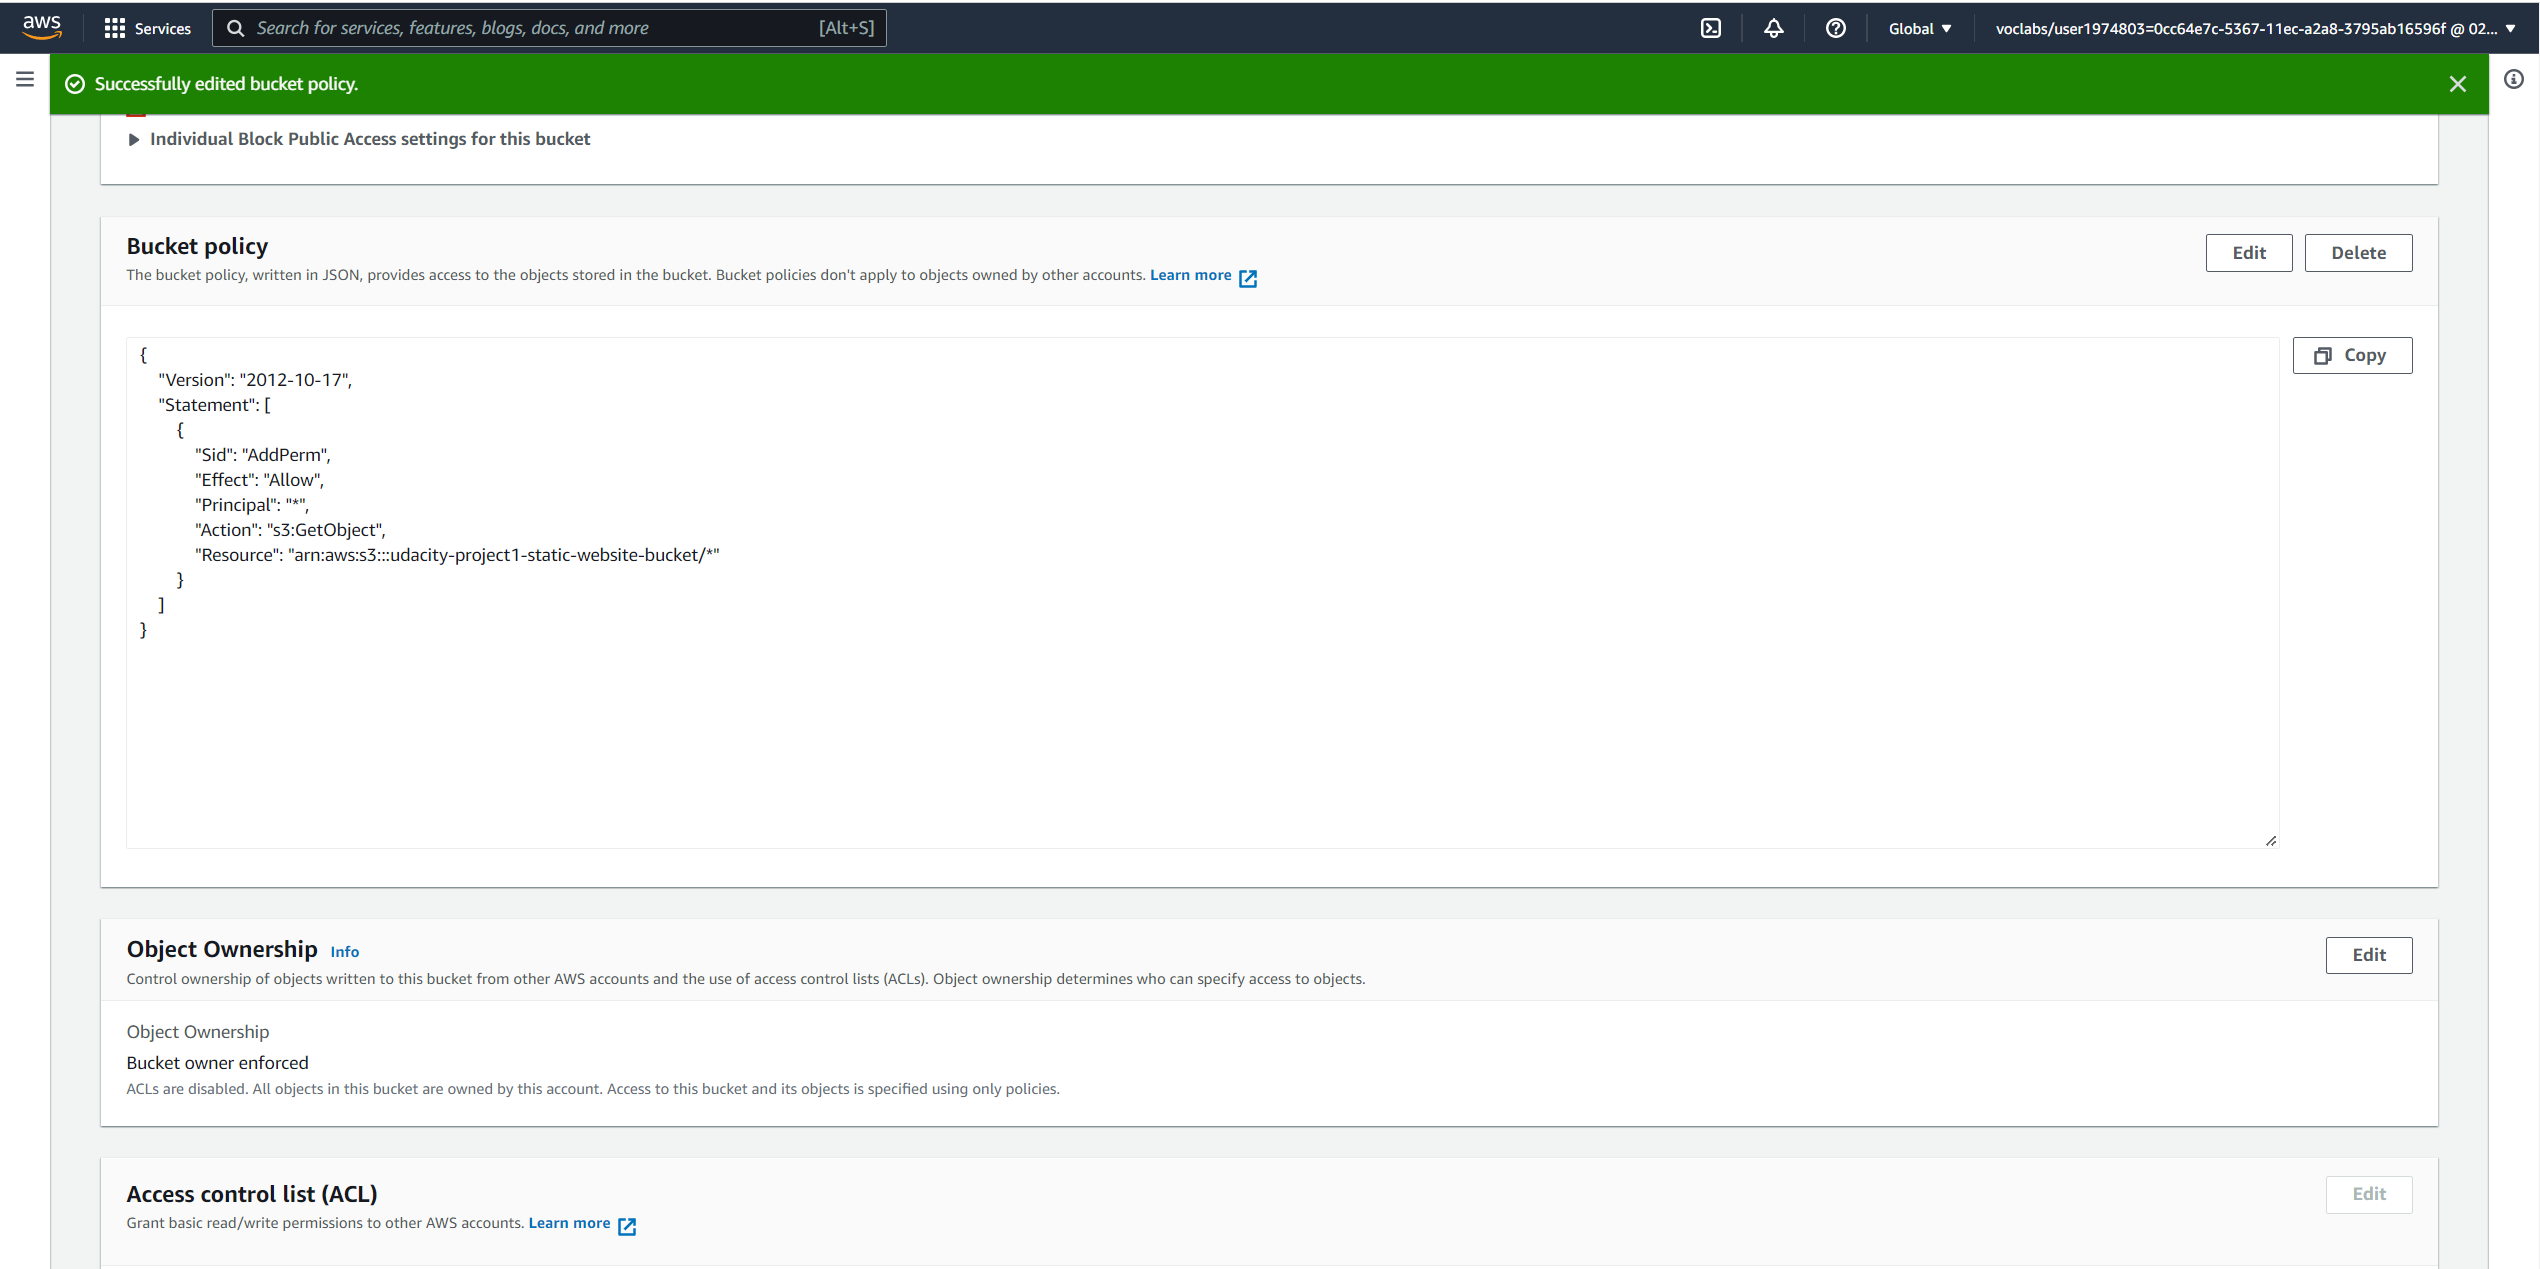 aws
Services
Search for services, features, blogs, docs, and more
[Alt+S]
Global
voclabs/user1974803=0cc64e7c-5367-11ec-a2a8-3795ab16596f @ 02...
Successfully edited bucket policy.
Individual Block Public Access settings for this bucket
Bucket policy
Edit
Delete
The bucket policy, written in JSON, provides access to the objects stored in the bucket. Bucket policies don't apply to objects owned by other accounts. Learn more
Copy
{
"Version": "2012-10-17",
"Statement": [
{
"Sid": "AddPerm",
"Effect": "Allow",
"Principal": "*",
"Action": "s3:GetObject",
"Resource": "arn:aws:s3:::udacity-project1-static-website-bucket/*"
}
]
}
Object Ownership Info
Edit
Control ownership of objects written to this bucket from other AWS accounts and the use of access control lists (ACLs). Object ownership determines who can specify access to objects.
Object Ownership
Bucket owner enforced
ACLs are disabled. All objects in this bucket are owned by this account. Access to this bucket and its objects is specified using only policies.
Access control list (ACL)
Edit
Grant basic read/write permissions to other AWS accounts. Learn more